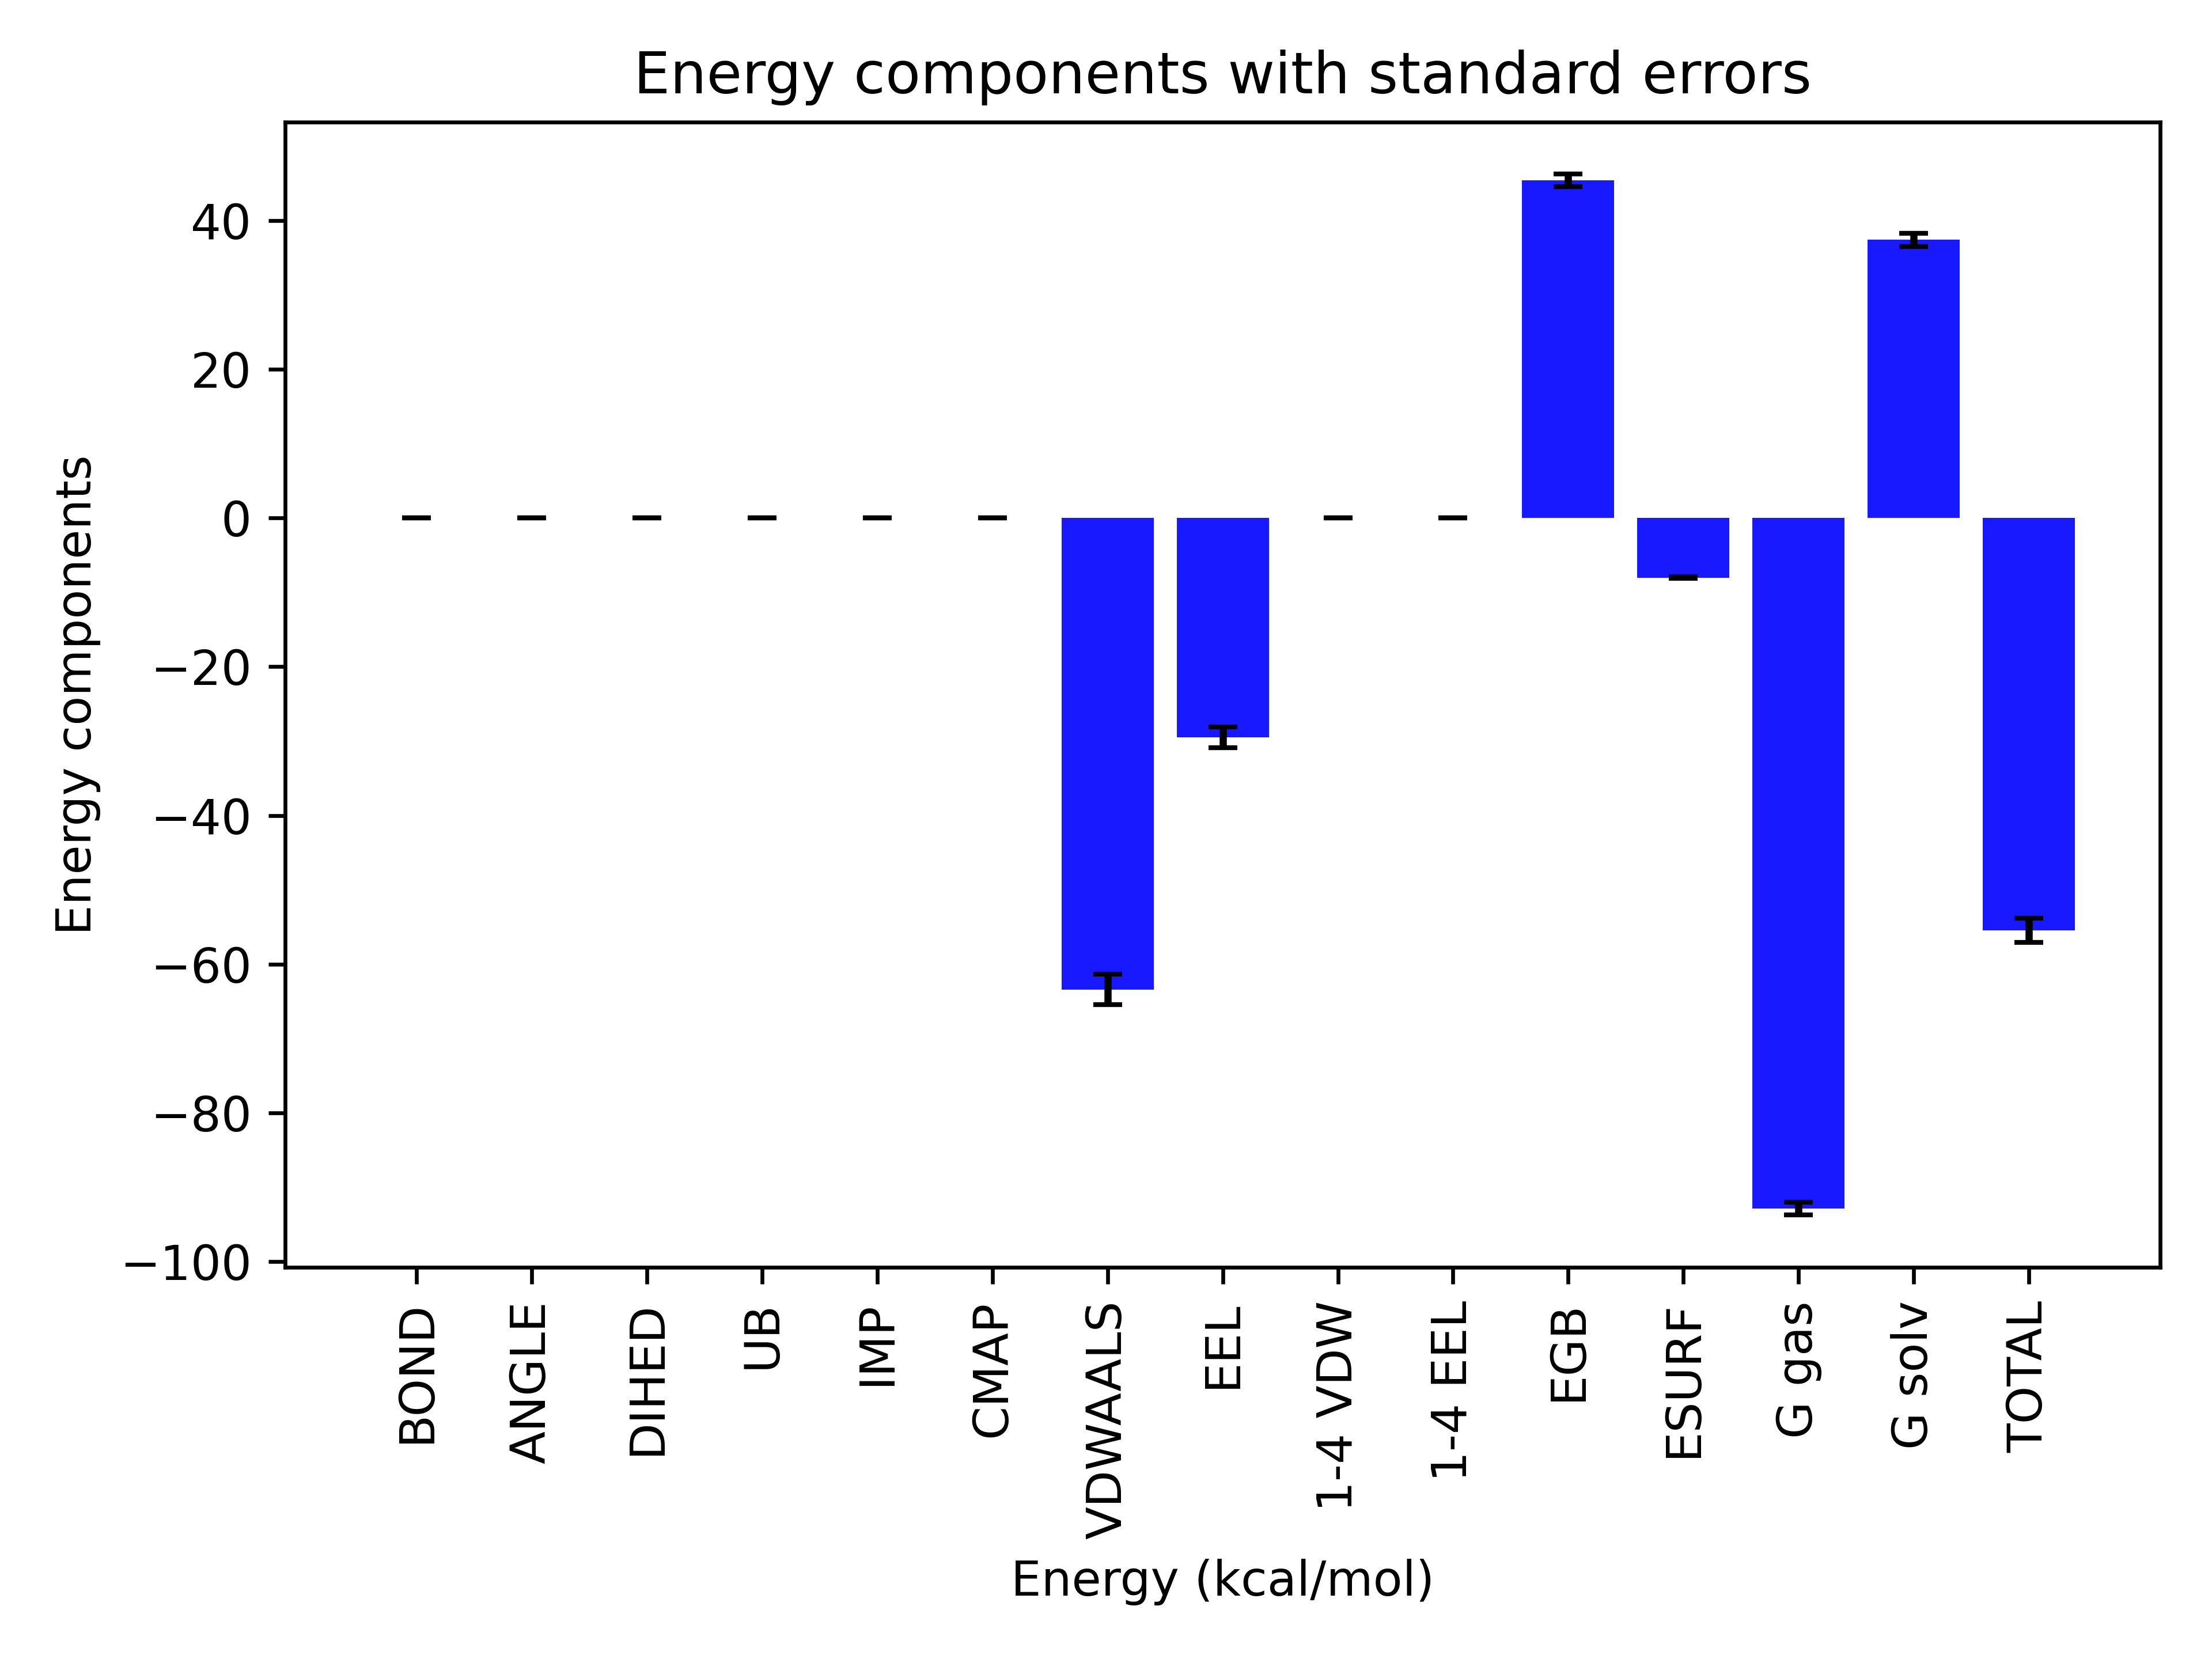 Energy components with standard errors
Energy components
40
20
0
−20
−40
−60
−80
−100
BOND
ANGLE
DIHED
UB
IMP
CMAP
VDWAALS
EEL
1-4 VDW
1-4 EEL
EGB
ESURF
G gas
G solv
TOTAL
Energy (kcal/mol)